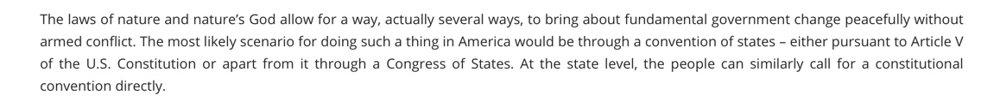 The laws of nature and nature’s God allow for a way, actually several ways, to bring about fundamental government change peacefully without
armed conflict. The most likely scenario for doing such a thing in America would be through a convention of states – either pursuant to Article V
of the U.S. Constitution or apart from it through a Congress of States. At the state level, the people can similarly call for a constitutional
convention directly.